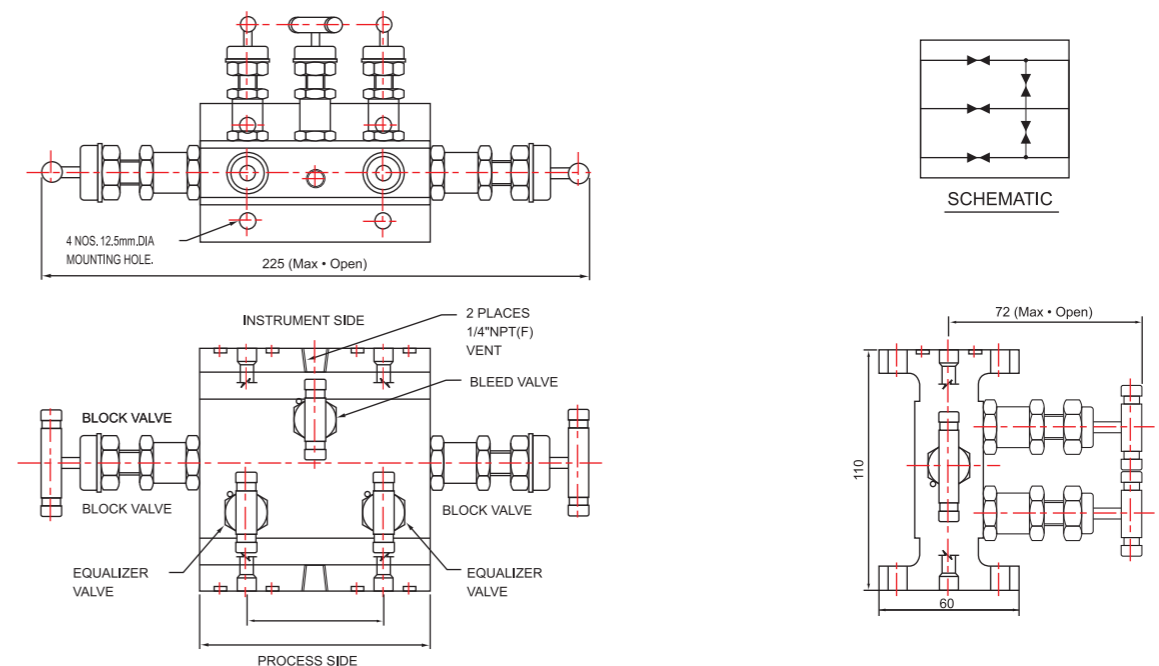 4 NOS, 12.5mm,DIA
MOUNTING HOLE.
225 (Max • Open)
SCHEMATIC
INSTRUMENT SIDE
2 PLACES
1/4"NPT(F)
VENT
BLEED VALVE
BLOCK VALVE
BLOCK VALVE
BLOCK VALVE
EQUALIZER
VALVE
EQUALIZER
VALVE
PROCESS SIDE
72 (Max • Open)
110
60